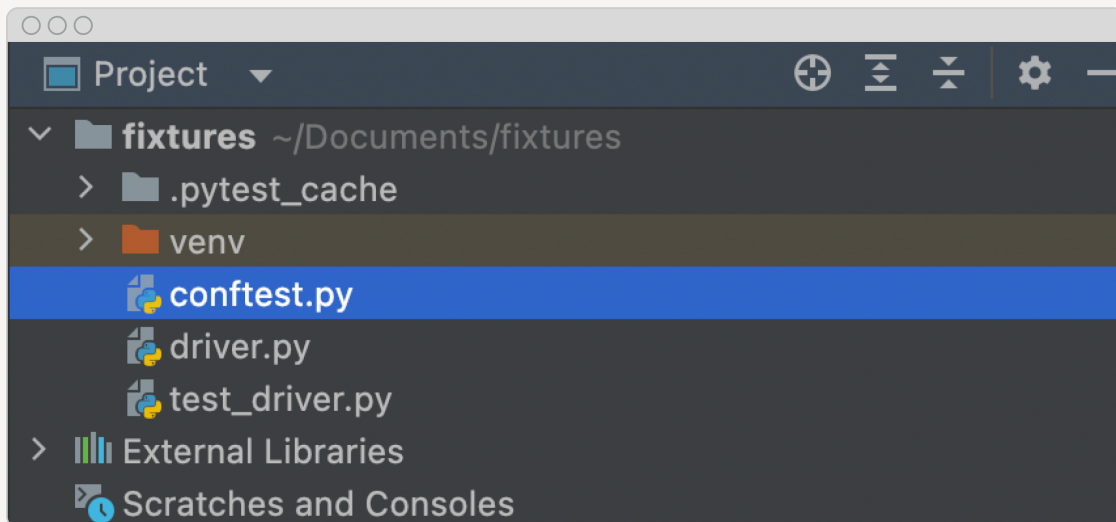 Project
fixtures ~/Documents/fixtures
.pytest_cache
venv
conftest.py
driver.py
test_driver.py
External Libraries
Scratches and Consoles